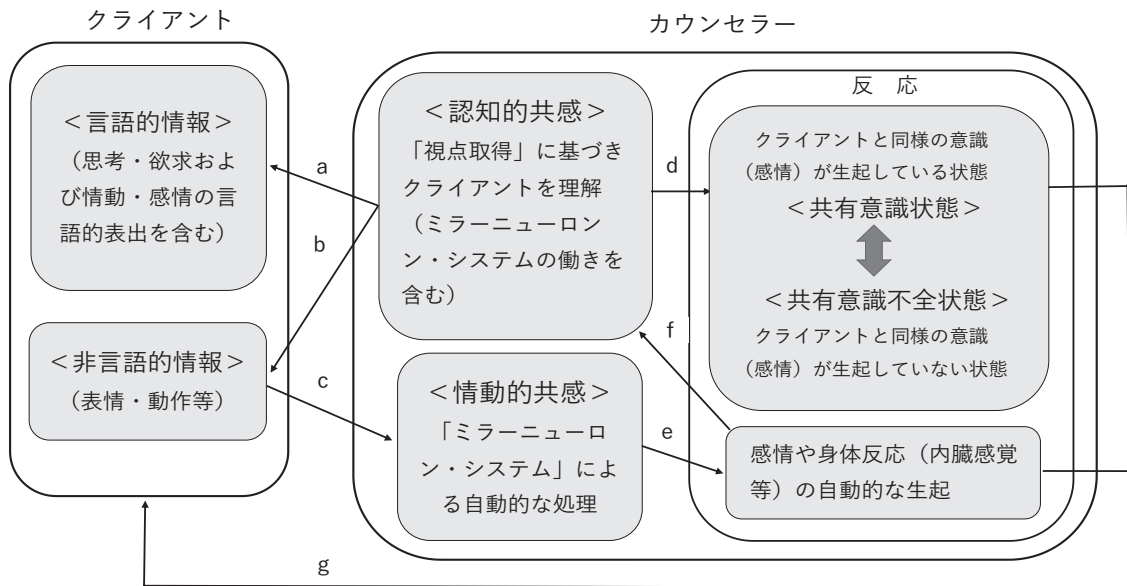 クライアント
カウンセラー
＜言語的情報＞
（思考・欲求およ
び情動・感情の言
語的表出を含む）
＜非言語的情報＞
（表情・動作等）
a
b
c
＜認知的共感＞
「視点取得」に基づき
クライアントを理解
（ミラーニューロン
ン・システムの働きを
含む）
＜情動的共感＞
「ミラーニューロ
ン・システム」によ
る自動的な処理
d
f
e
反　応
クライアントと同様の意識
（感情）が生起している状態
＜共有意識状態＞
＜共有意識不全状態＞
クライアントと同様の意識
（感情）が生起していない状態
感情や身体反応（内臓感覚
等）の自動的な生起
g